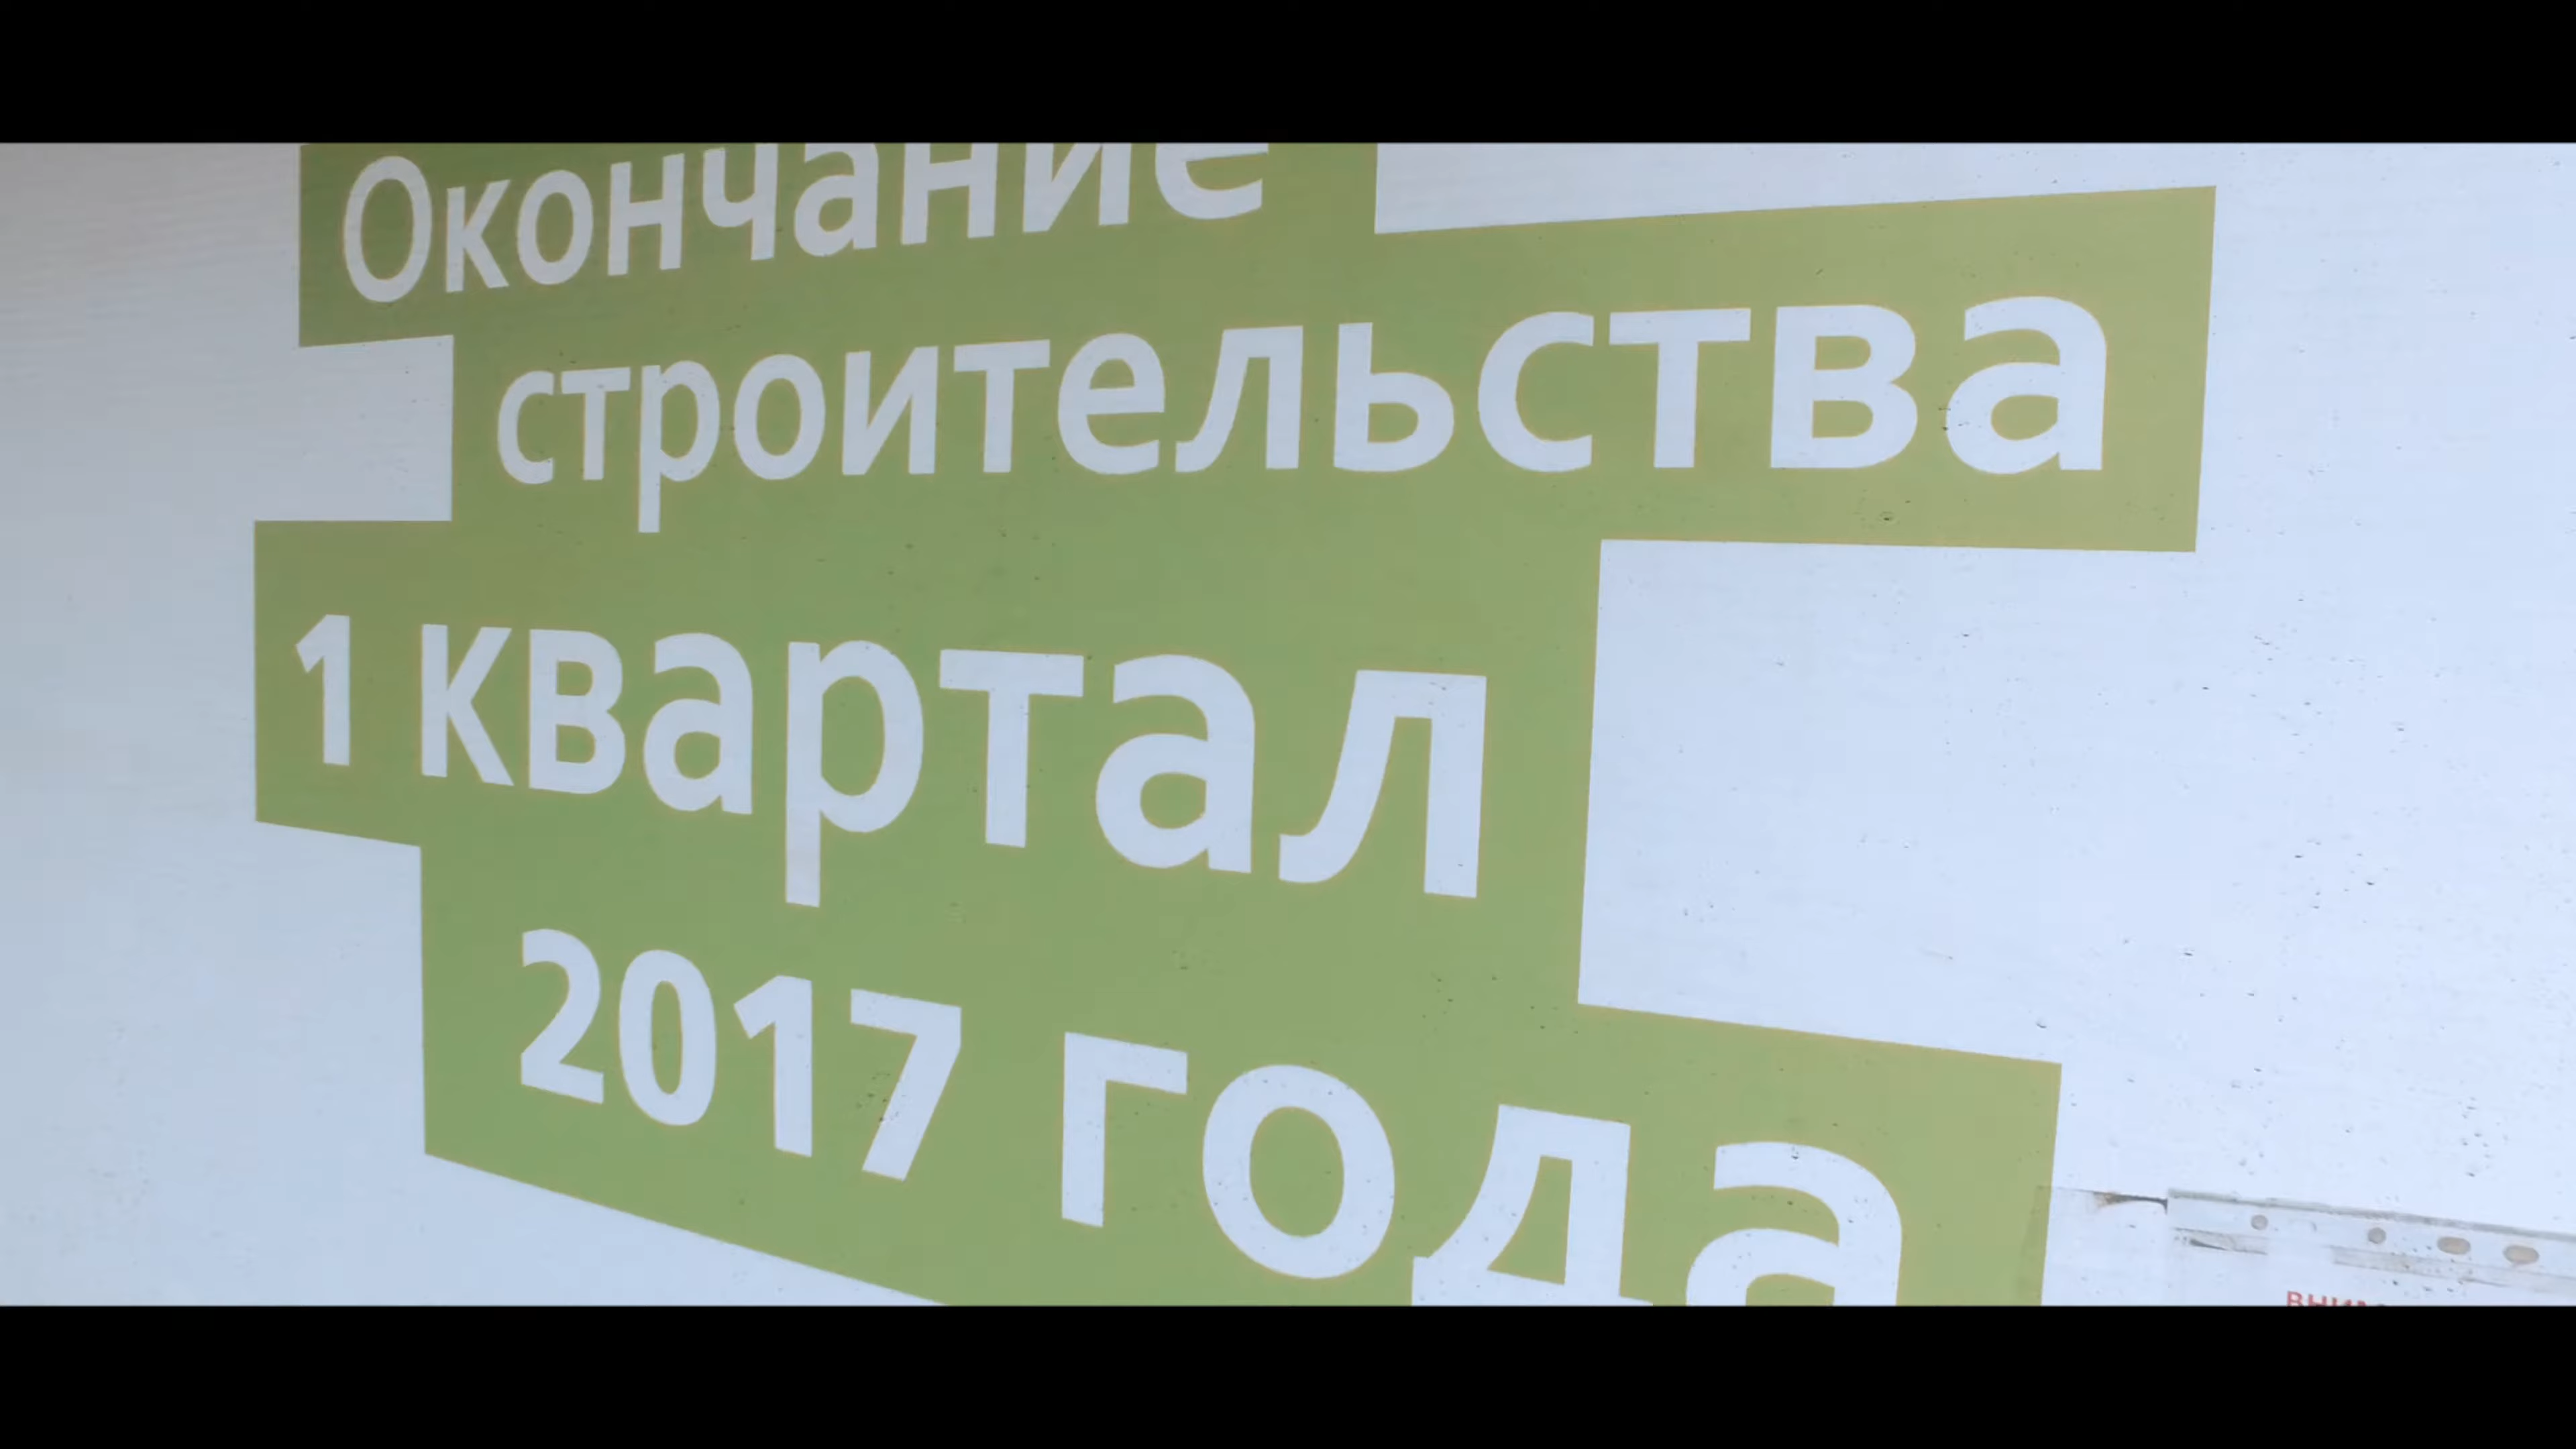 Окончание
строительства
1 квартал
2017 года